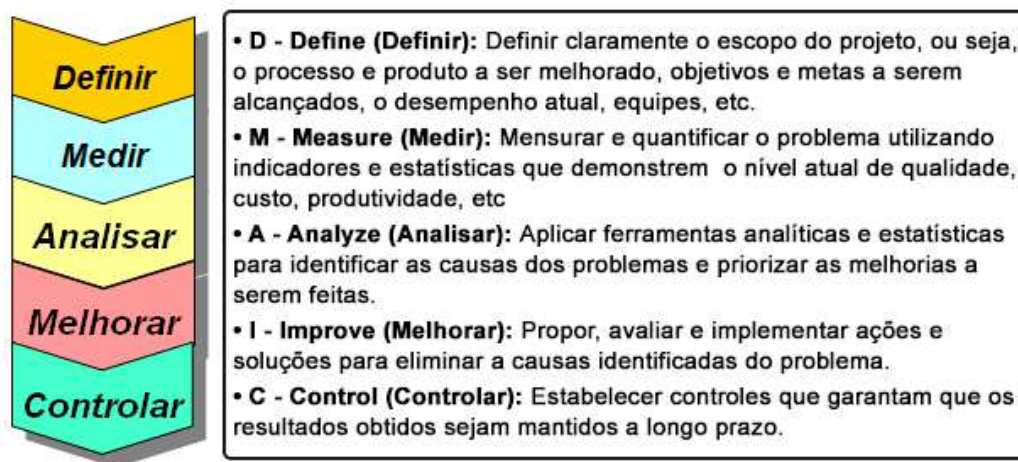 Definir
Medir
Analisar
Melhorar
Controlar
• D - Define (Definir): Definir claramente o escopo do projeto, ou seja,
o processo e produto a ser melhorado, objetivos e metas a serem
alcançados, o desempenho atual, equipes, etc.
• M - Measure (Medir): Mensurar e quantificar o problema utilizando
indicadores e estatísticas que demonstrem o nível atual de qualidade,
custo, produtividade, etc
• A - Analyze (Analisar): Aplicar ferramentas analíticas e estatísticas
para identificar as causas dos problemas e priorizar as melhorias a
serem feitas.
• I - Improve (Melhorar): Propor, avaliar e implementar ações e
soluções para eliminar a causas identificadas do problema.
• C - Control (Controlar): Estabelecer controles que garantam que os
resultados obtidos sejam mantidos a longo prazo.